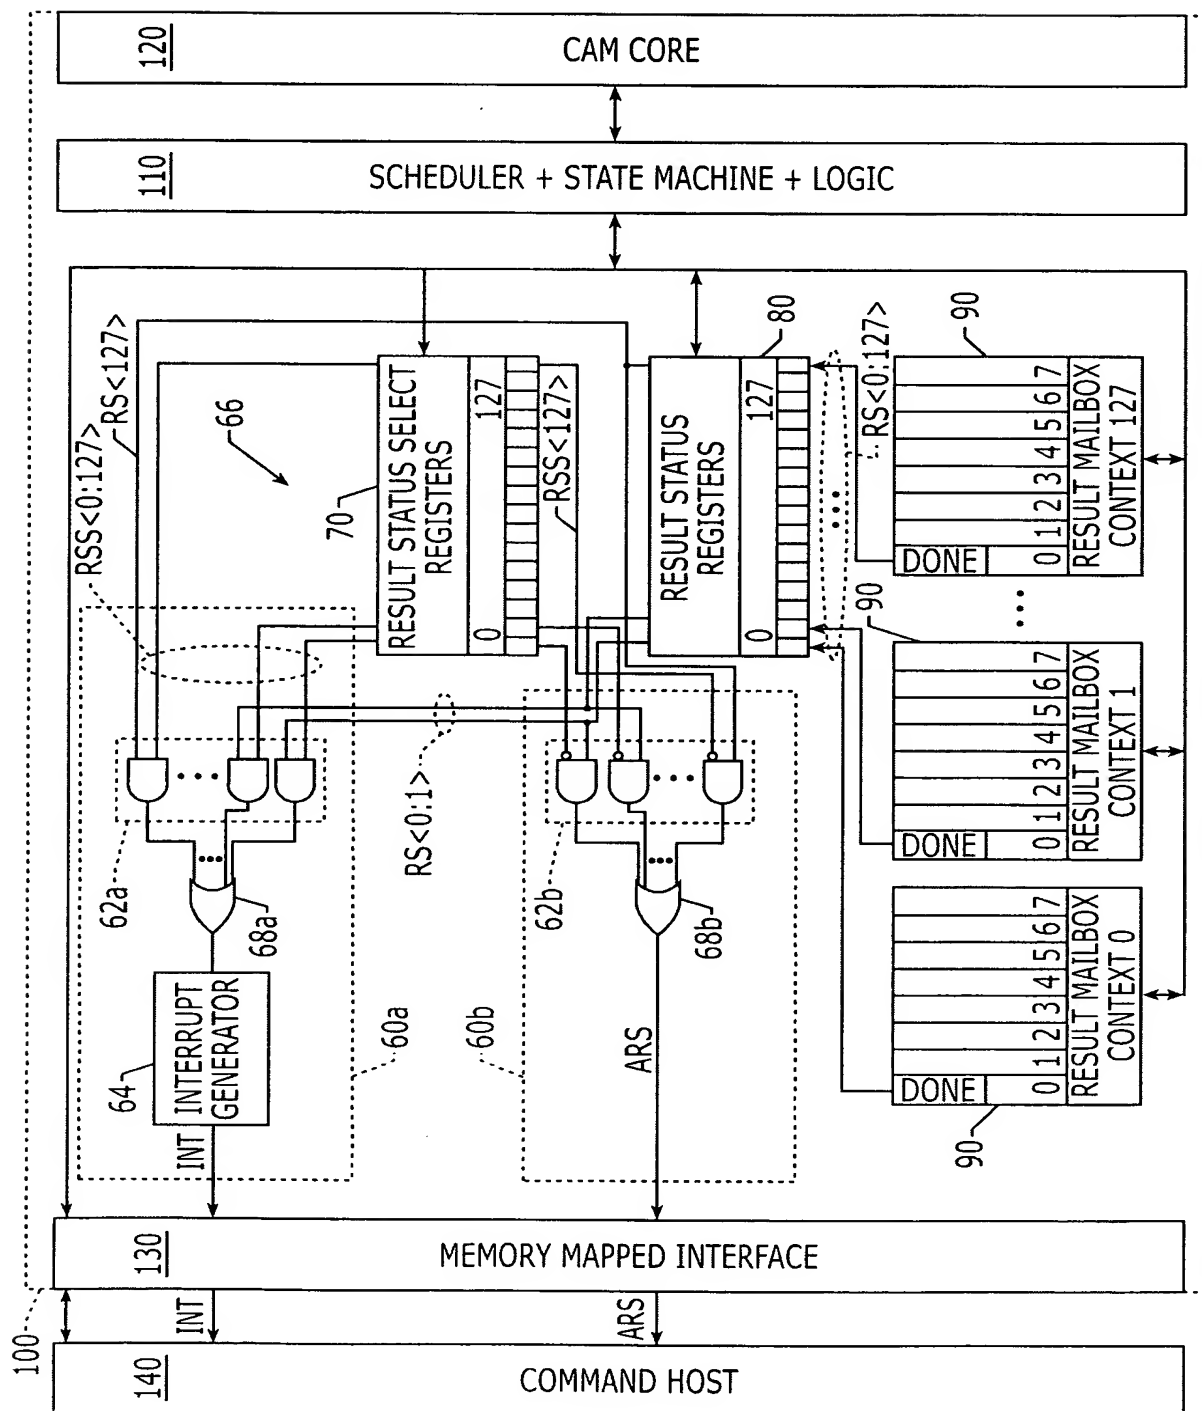 100
120
CAM CORE
110
SCHEDULER + STATE MACHINE + LOGIC
RS<127>
RSS<0:127>
66
70
RESULT STATUS SELECT
REGISTERS
0
127
RSS<127>
80
RESULT STATUS
REGISTERS
0
127
RS<0:127>
90
DONE
0 1 2 3 4 5 6 7
RESULT MAILBOX
CONTEXT 127
90
DONE
0 1 2 3 4 5 6 7
RESULT MAILBOX
CONTEXT 1
90
DONE
0 1 2 3 4 5 6 7
RESULT MAILBOX
CONTEXT 0
RS<0:1>
62a
68a
64
INTERRUPT
GENERATOR
60a
INT
62b
68b
60b
ARS
130
MEMORY MAPPED INTERFACE
INT
ARS
140
COMMAND HOST